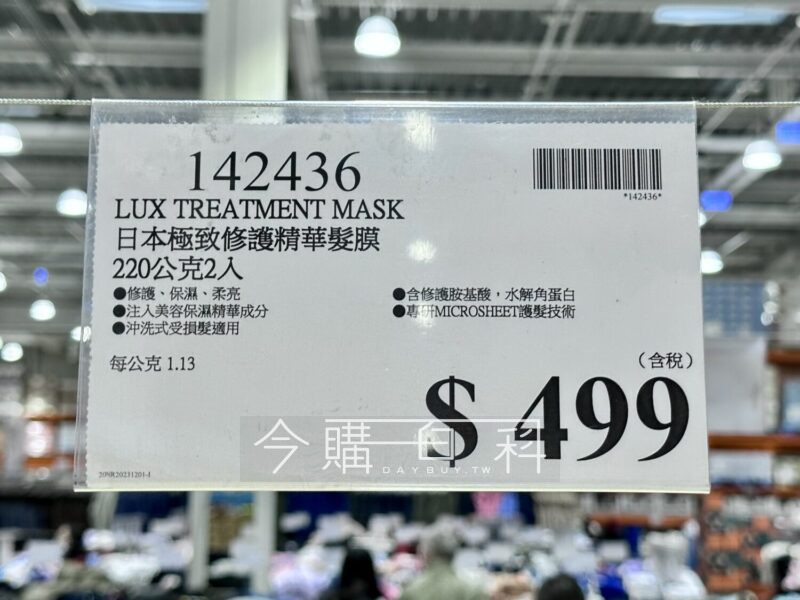 142436
*142436*
LUX TREATMENT MASK
日本極致修護精華髮膜
220公克2入
●修護、保濕、柔亮
●注入美容保濕精華成分
●沖洗式受損髮適用
●含修護胺基酸，水解角蛋白
●專研MICROSHEET護髮技術
每公克 1.13
（含稅）
$ 499
今購百科
DAYBUY.TW
20NR20231201-I